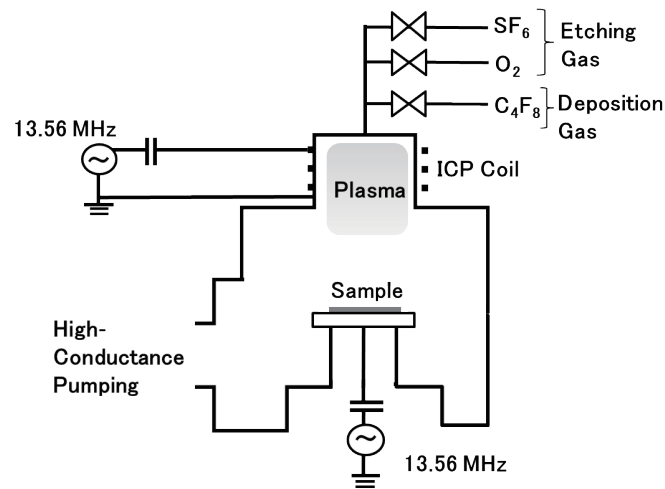 SF₆
O₂
Etching
Gas
C₄F₈
Deposition
Gas
13.56 MHz
ICP Coil
Plasma
Sample
High-
Conductance
Pumping
13.56 MHz